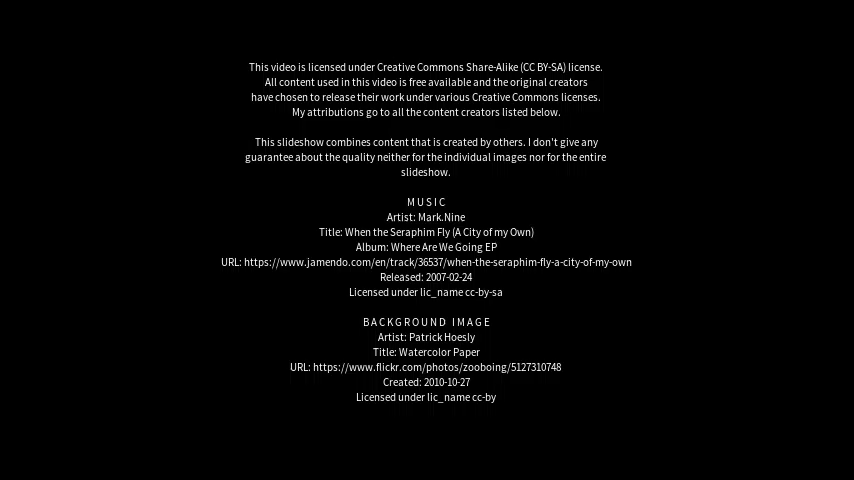 This video is licensed under Creative Commons Share-Alike (CC BY-SA) license.
All content used in this video is free available and the original creators
have chosen to release their work under various Creative Commons licenses.
My attributions go to all the content creators listed below.
This slideshow combines content that is created by others. I don't give any
guarantee about the quality neither for the individual images nor for the entire
slideshow.
MUSIC
Artist: Mark.Nine
Title: When the Seraphim Fly (A City of my Own)
Album: Where Are We Going EP
URL: https://www.jamendo.com/en/track/36537/when-the-seraphim-fly-a-city-of-my-own
Released: 2007-02-24
Licensed under lic_name cc-by-sa
BACKGROUND IMAGE
Artist: Patrick Hoesly
Title: Watercolor Paper
URL: https://www.flickr.com/photos/zooboing/5127310748
Created: 2010-10-27
Licensed under lic_name cc-by